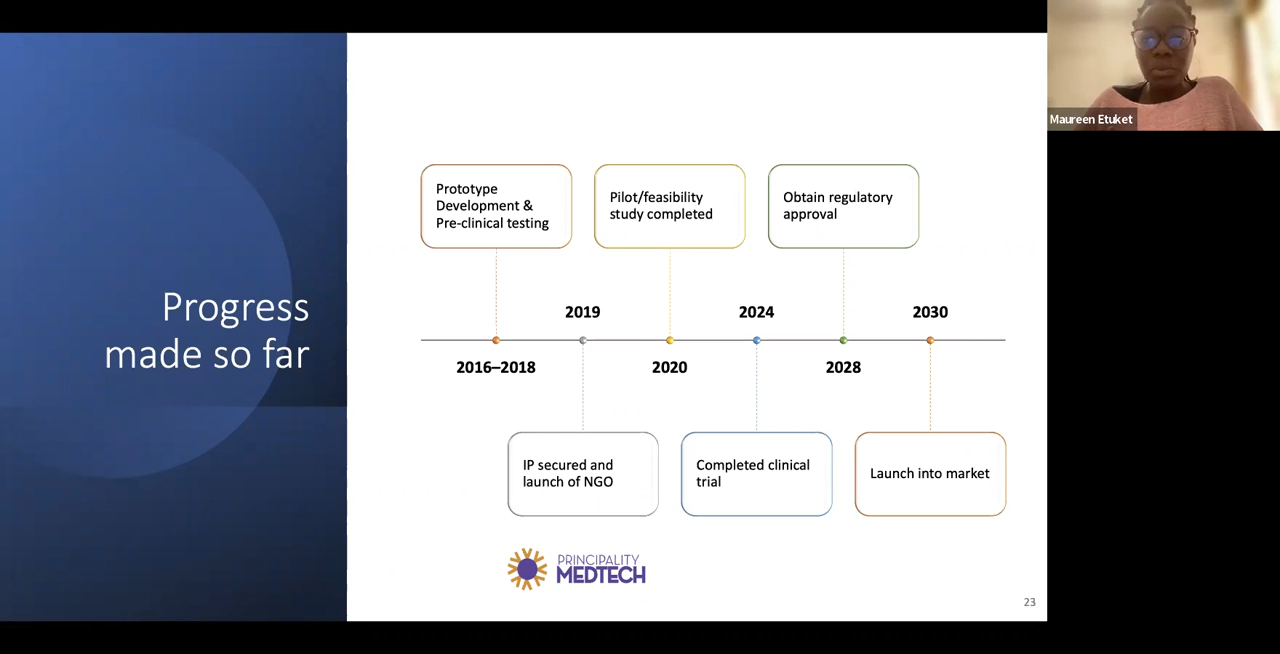 Maureen Etuket
Progress
made so far
Prototype
Development &
Pre-clinical testing
Pilot/feasibility
study completed
Obtain regulatory
approval
2019
2024
2030
2016–2018
2020
2028
IP secured and
launch of NGO
Completed clinical
trial
Launch into market
PRINCIPALITY
MEDTECH
23